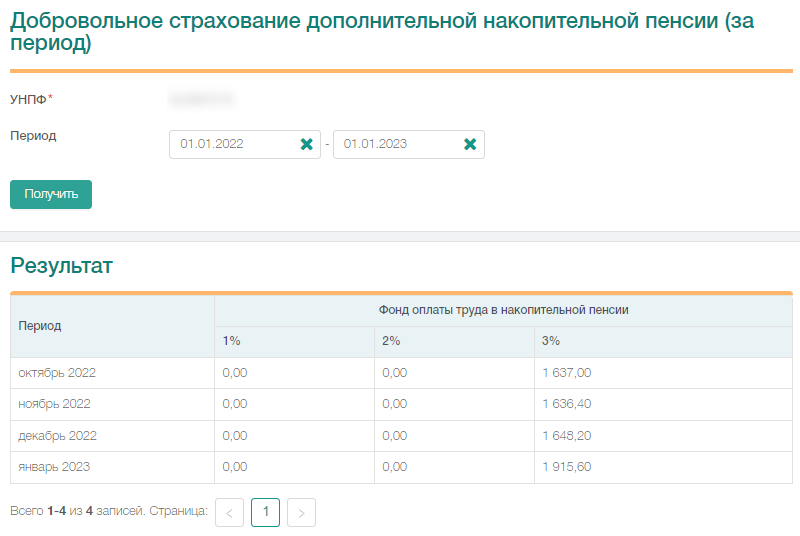 Добровольное страхование дополнительной накопительной пенсии (за
период)
УНПФ*
Период 01.01.2022 - 01.01.2023
Получить
Результат
Период Фонд оплаты труда в накопительной пенсии
1% 2% 3%
октябрь 2022 0,00 0,00 1 637,00
ноябрь 2022 0,00 0,00 1 636,40
декабрь 2022 0,00 0,00 1 648,20
январь 2023 0,00 0,00 1 915,60
Всего 1-4 из 4 записей. Страница: < 1 >